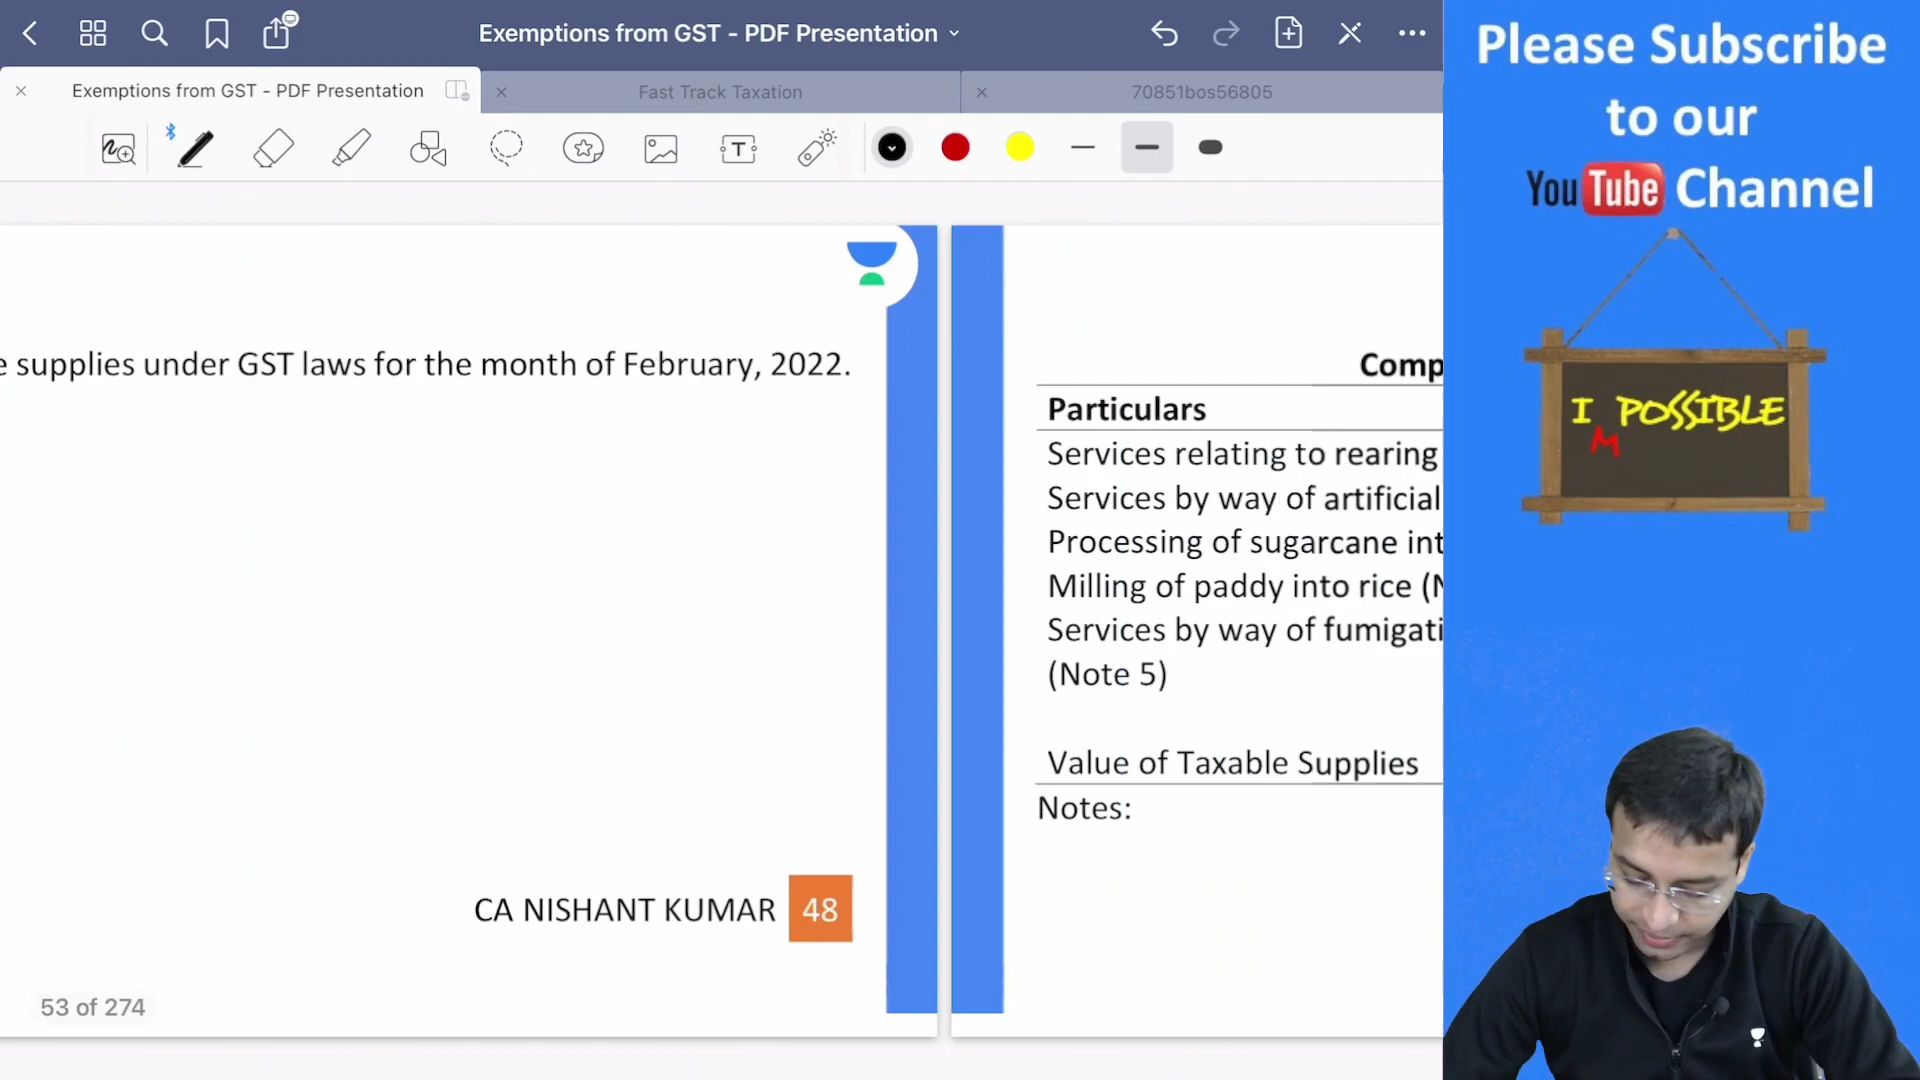 Exemptions from GST - PDF Presentation
Exemptions from GST - PDF Presentation
Fast Track Taxation
70851bos56805
T
e supplies under GST laws for the month of February, 2022.
CA NISHANT KUMAR 48
53 of 274
Comp
Particulars
Services relating to rearing
Services by way of artificial
Processing of sugarcane int
Milling of paddy into rice (N
Services by way of fumigati
(Note 5)
Value of Taxable Supplies
Notes:
Please Subscribe
to our
YouTube Channel
I POSSIBLE
M